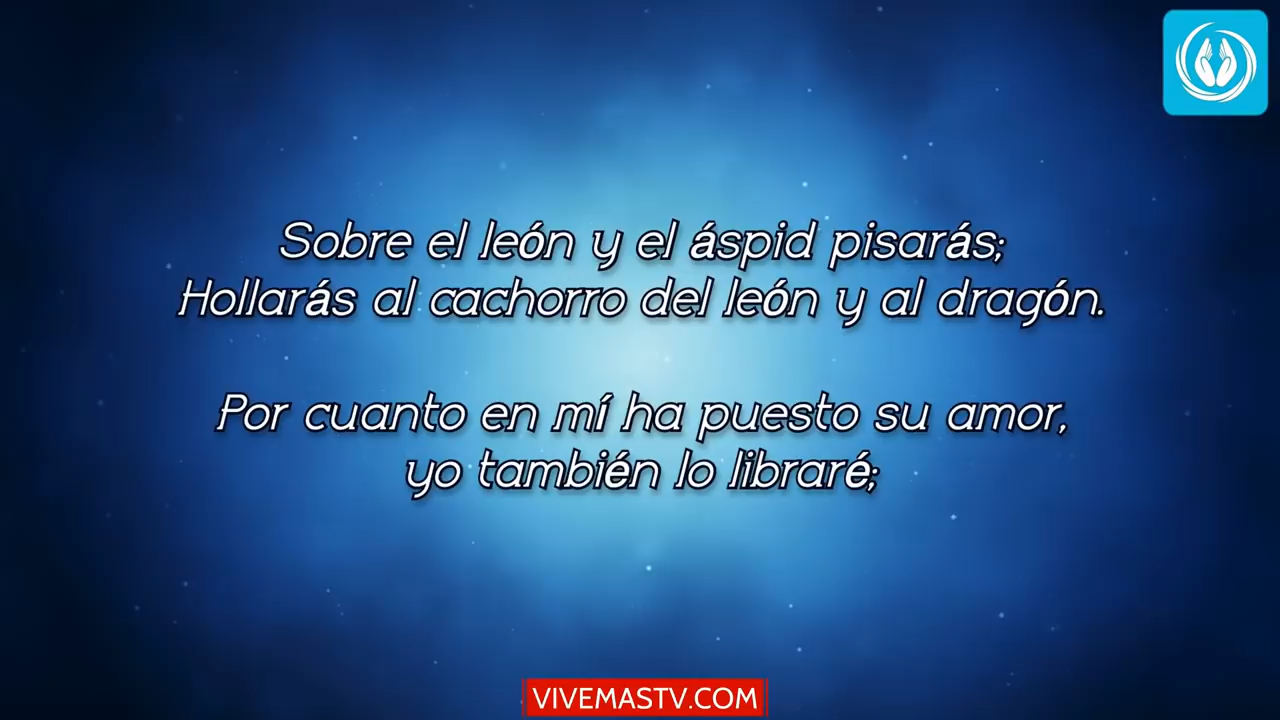 Sobre el león y el áspid pisarás;
Hollarás al cachorro del león y al dragón.
Por cuanto en mí ha puesto su amor,
yo también lo libraré;
VIVEMASTV.COM